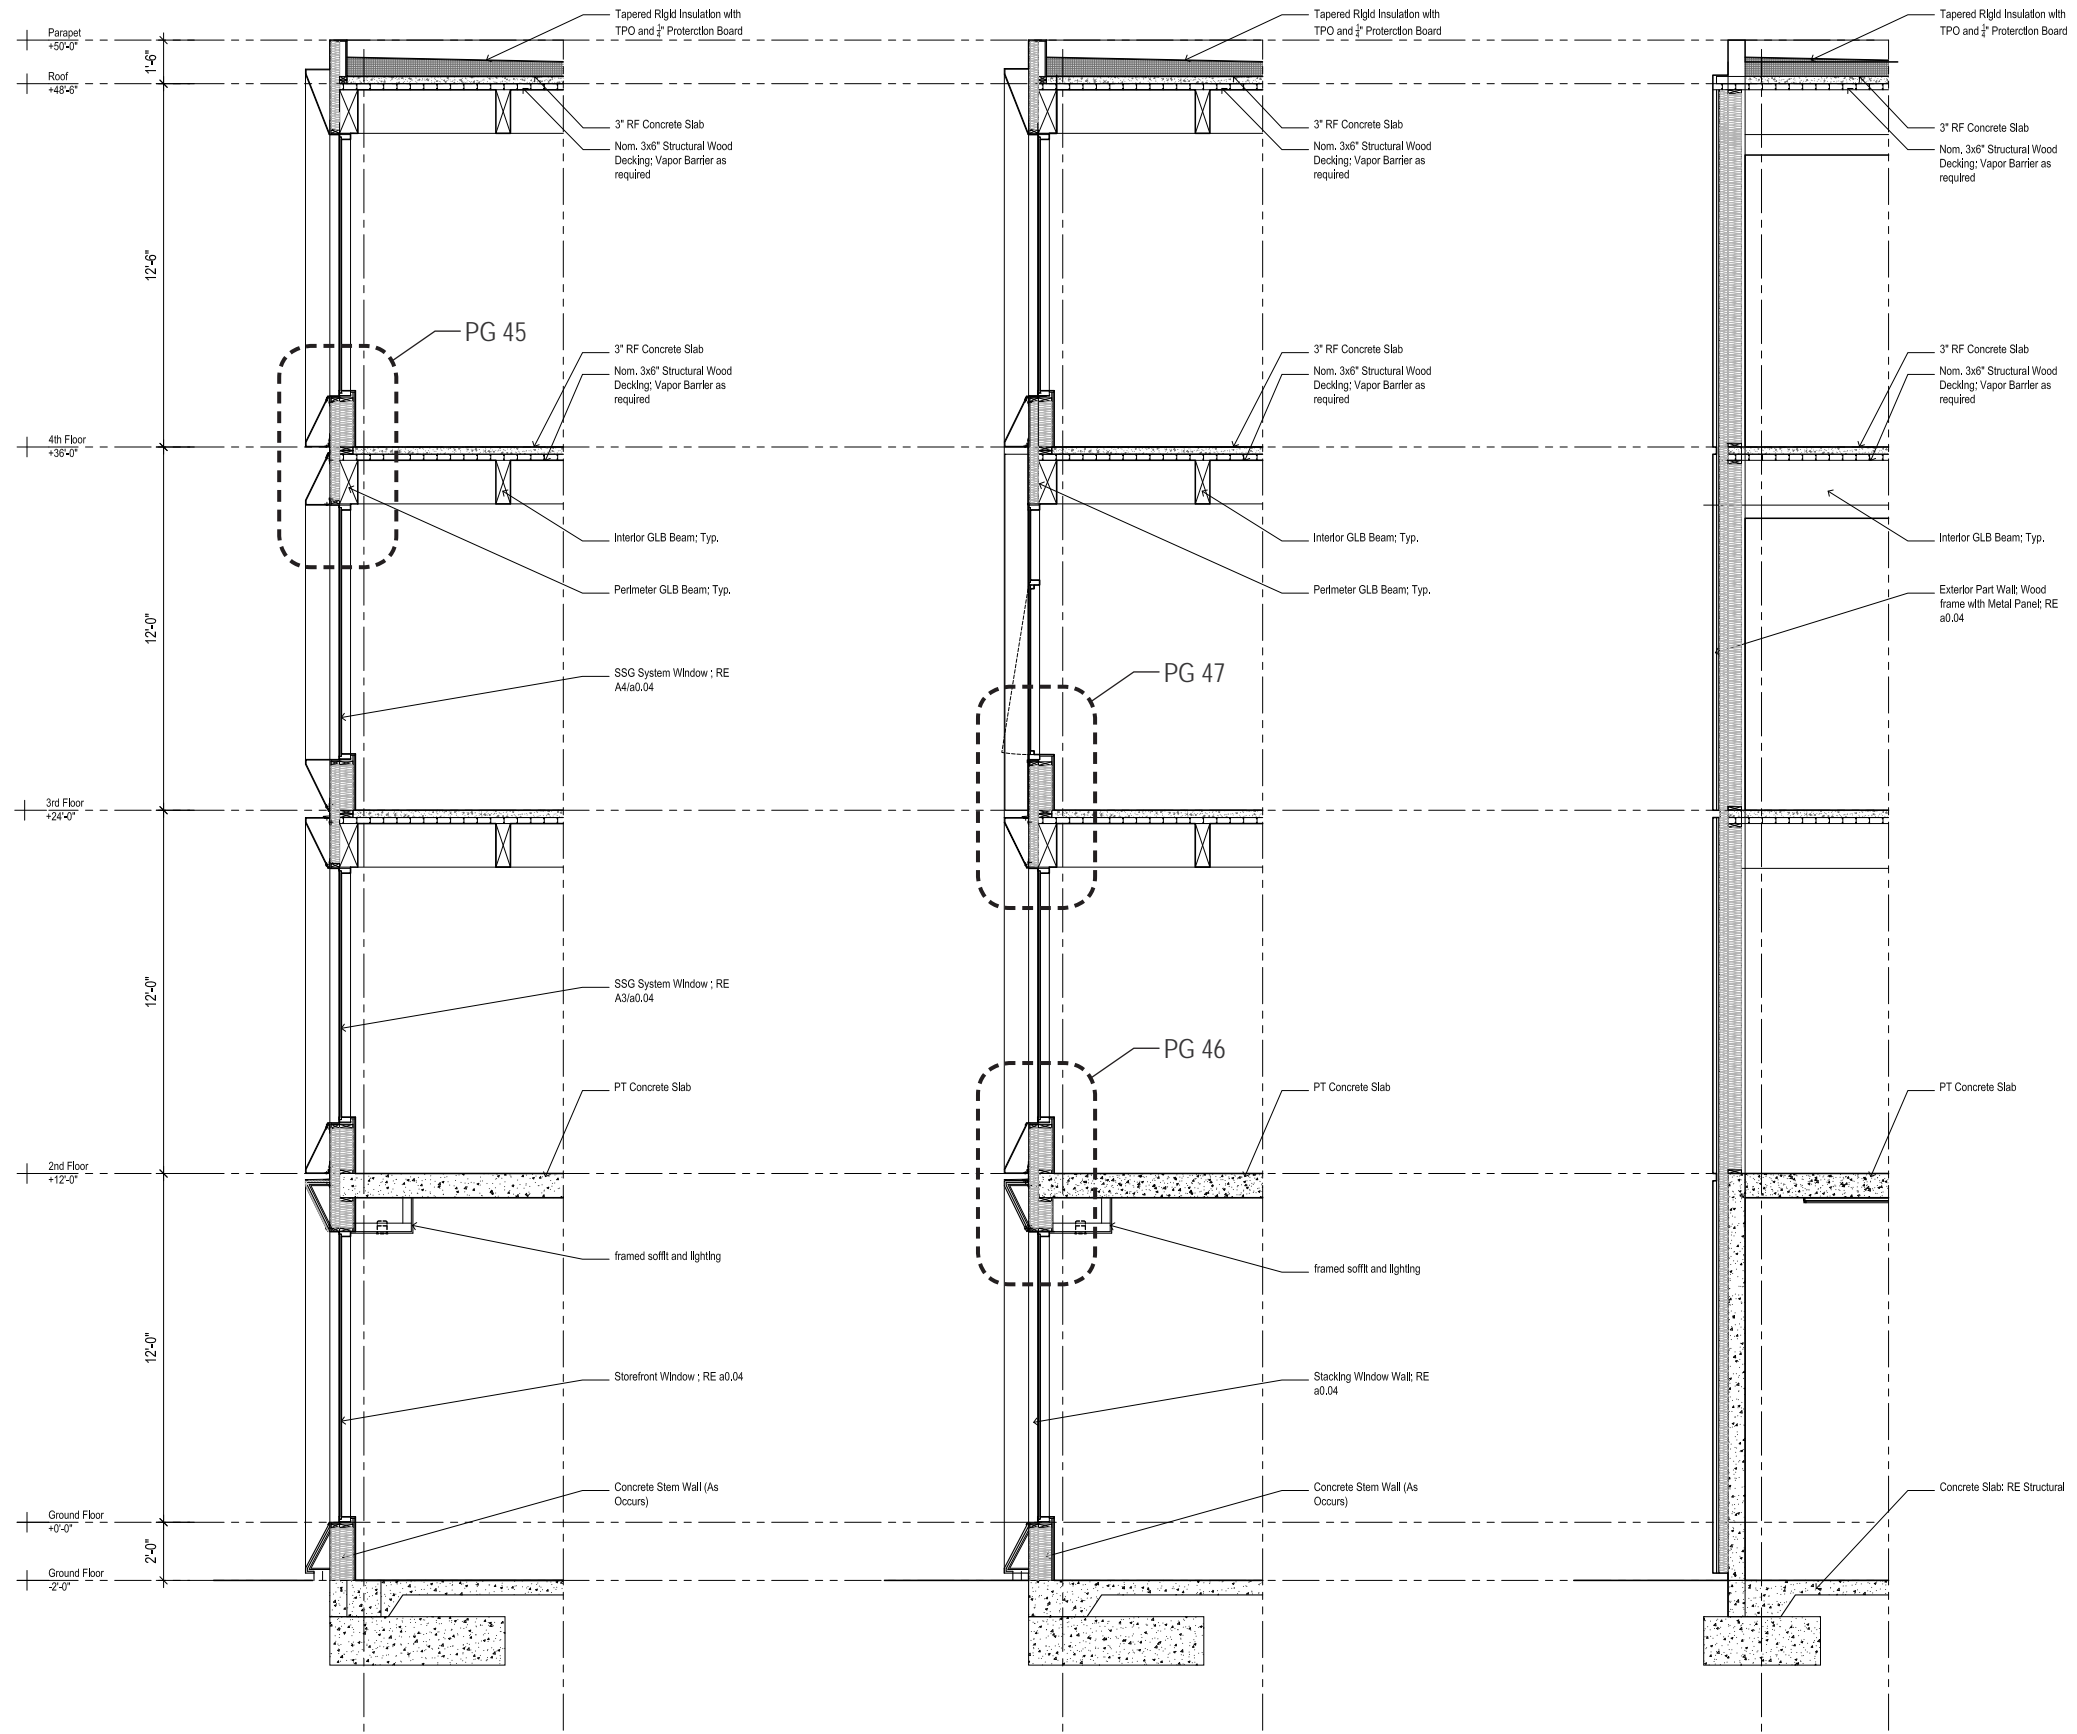 Parapet
+50'-0"
Roof
+48'-6"
4th Floor
+36'-0"
3rd Floor
+24'-0"
2nd Floor
+12'-0"
Ground Floor
+0'-0"
Ground Floor
-2'-0"
1'-6"
12'-6"
12'-0"
12'-0"
12'-0"
2'-0"
Tapered Rigid Insulation with
TPO and 1/4" Proterction Board
3" RF Concrete Slab
Nom. 3x6" Structural Wood
Decking; Vapor Barrier as
required
PG 45
3" RF Concrete Slab
Nom. 3x6" Structural Wood
Decking; Vapor Barrier as
required
Interior GLB Beam; Typ.
Perimeter GLB Beam; Typ.
SSG System Window ; RE
A4/a0.04
SSG System Window ; RE
A3/a0.04
PT Concrete Slab
framed soffit and lighting
Storefront Window ; RE a0.04
Concrete Stem Wall (As
Occurs)
Tapered Rigid Insulation with
TPO and 1/4" Proterction Board
3" RF Concrete Slab
Nom. 3x6" Structural Wood
Decking; Vapor Barrier as
required
3" RF Concrete Slab
Nom. 3x6" Structural Wood
Decking; Vapor Barrier as
required
Interior GLB Beam; Typ.
Perimeter GLB Beam; Typ.
PG 47
PG 46
PT Concrete Slab
framed soffit and lighting
Stacking Window Wall; RE
a0.04
Concrete Stem Wall (As
Occurs)
Tapered Rigid Insulation with
TPO and 1/4" Proterction Board
3" RF Concrete Slab
Nom. 3x6" Structural Wood
Decking; Vapor Barrier as
required
3" RF Concrete Slab
Nom. 3x6" Structural Wood
Decking; Vapor Barrier as
required
Interior GLB Beam; Typ.
Exterior Part Wall; Wood
frame with Metal Panel; RE
a0.04
PT Concrete Slab
Concrete Slab: RE Structural